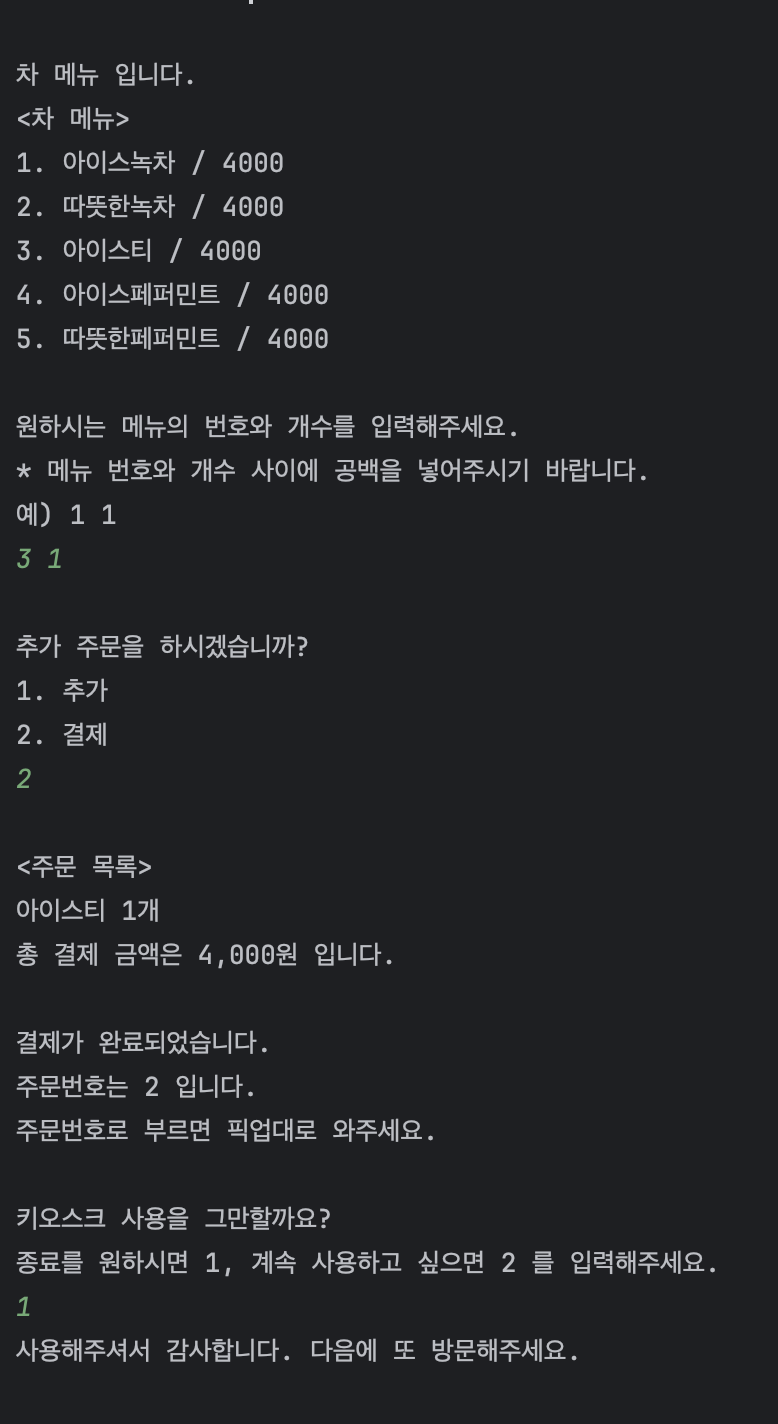 차 메뉴 입니다.
<차 메뉴>
1. 아이스녹차 / 4000
2. 따뜻한녹차 / 4000
3. 아이스티 / 4000
4. 아이스페퍼민트 / 4000
5. 따뜻한페퍼민트 / 4000
원하시는 메뉴의 번호와 개수를 입력해주세요.
* 메뉴 번호와 개수 사이에 공백을 넣어주시기 바랍니다.
예) 1 1
3 1
추가 주문을 하시겠습니까?
1. 추가
2. 결제
2
<주문 목록>
아이스티 1개
총 결제 금액은 4,000원 입니다.
결제가 완료되었습니다.
주문번호는 2 입니다.
주문번호로 부르면 픽업대로 와주세요.
키오스크 사용을 그만할까요?
종료를 원하시면 1, 계속 사용하고 싶으면 2 를 입력해주세요.
1
사용해주셔서 감사합니다. 다음에 또 방문해주세요.